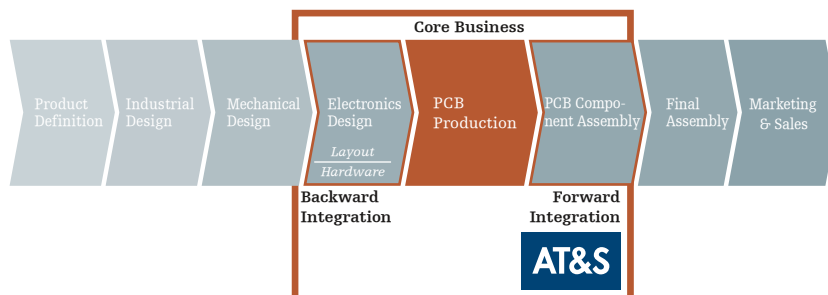 Core Business
Product
Definition
Industrial
Design
Mechanical
Design
Electronics
Design
Layout
Hardware
PCB
Production
PCB Compo-
nent Assembly
Final
Assembly
Marketing
& Sales
Backward
Integration
Forward
Integration
AT&S